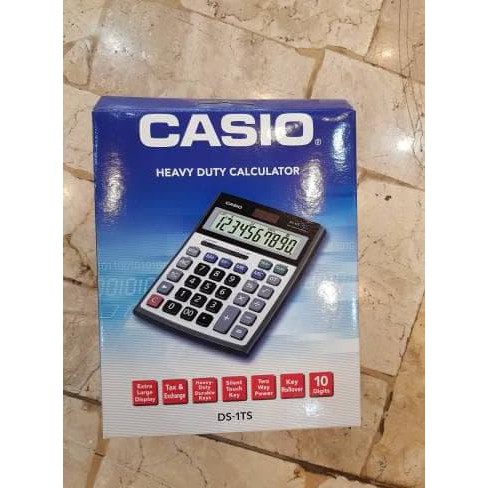 CASIO®
HEAVY DUTY CALCULATOR
CASIO
1234567890
Extra Large Display
Tax & Exchange
Heavy-Duty Durable Keys
Silent Touch Key
Two Way Power
Key Rollover
10 Digits
DS-1TS